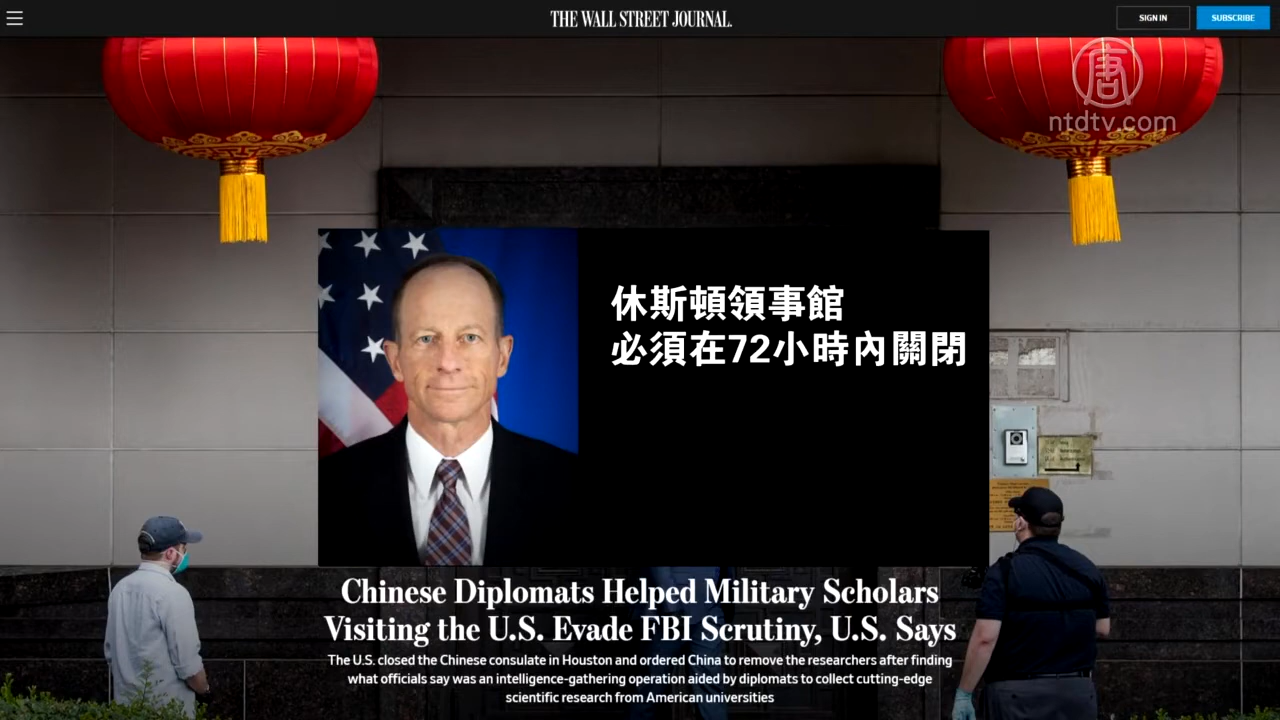 THE WALL STREET JOURNAL.
SIGN IN
SUBSCRIBE
唐
ntdtv.com
休斯頓領事館
必須在72小時內關閉
Chinese Diplomats Helped Military Scholars
Visiting the U.S. Evade FBI Scrutiny, U.S. Says
The U.S. closed the Chinese consulate in Houston and ordered China to remove the researchers after finding
what officials say was an intelligence-gathering operation aided by diplomats to collect cutting-edge
scientific research from American universities